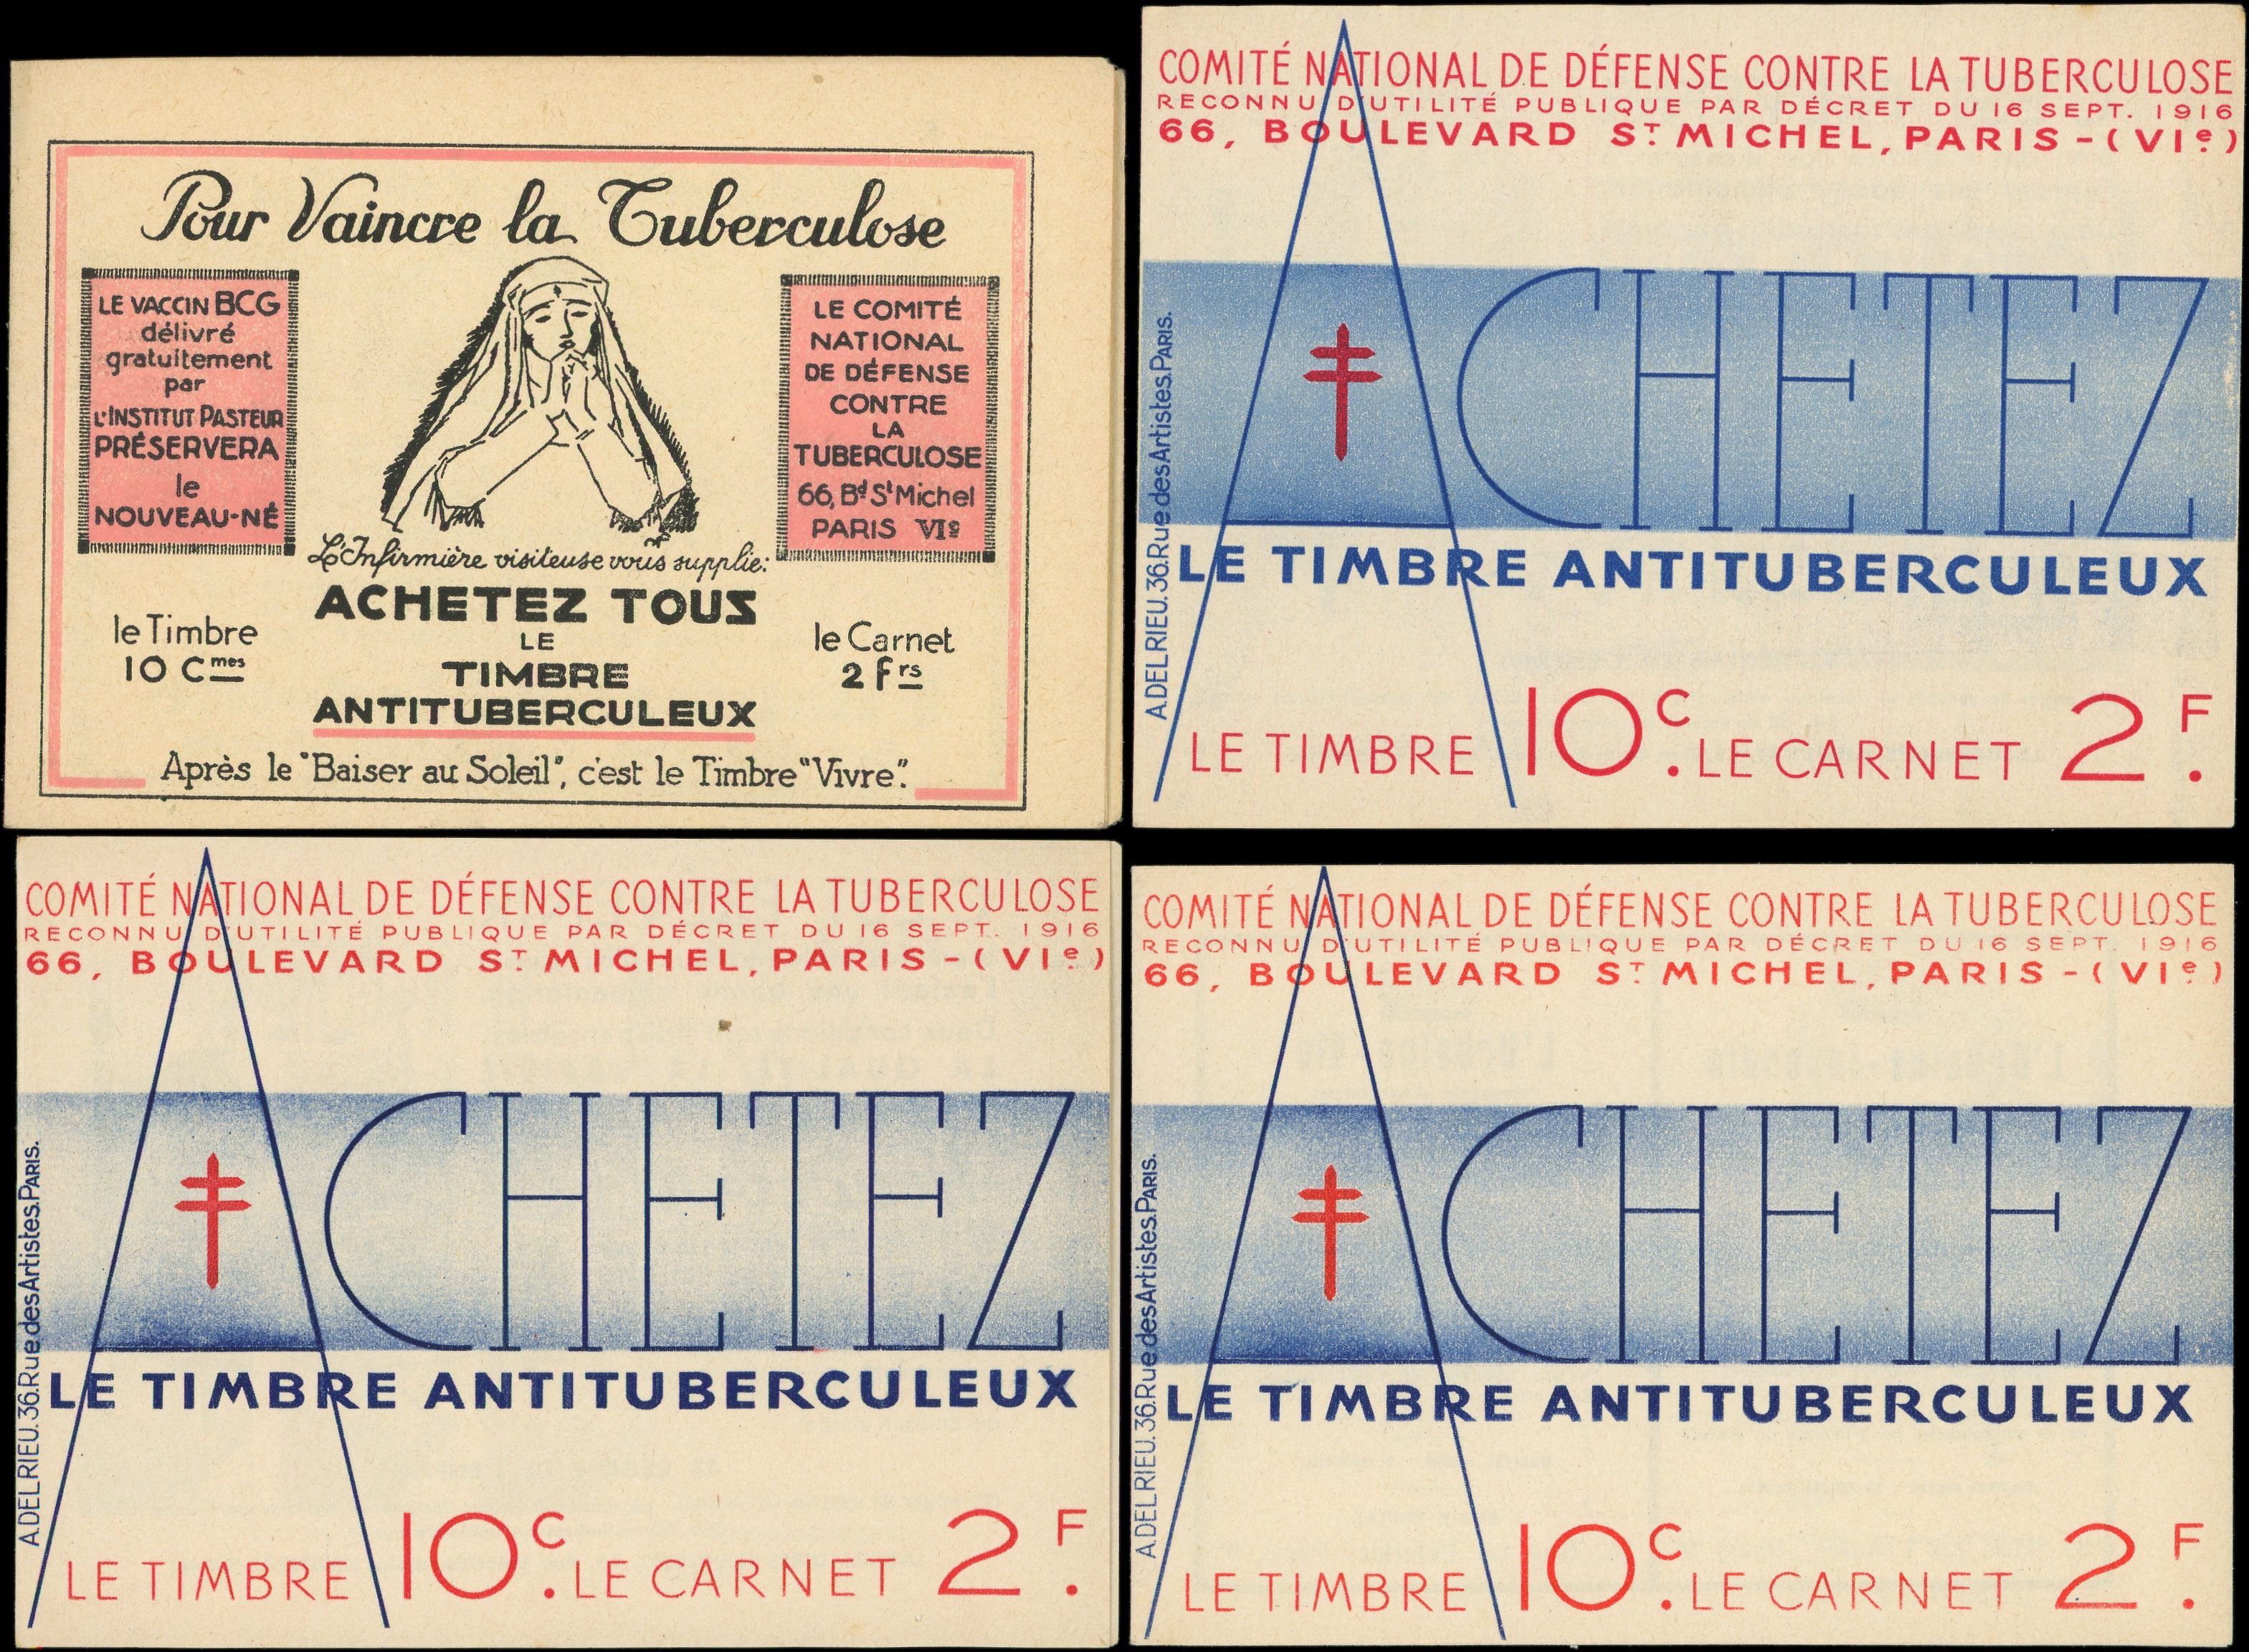 Pour Vaincre la Tuberculose
LE VACCIN BCG
délivré
gratuitement
par
L'INSTITUT PASTEUR
PRÉSERVERA
le
NOUVEAU-NÉ
LE COMITÉ
NATIONAL
DE DÉFENSE
CONTRE
LA
TUBERCULOSE
66, Bd St Michel
PARIS VIe
L'Infirmière visiteuse vous supplie:
ACHETEZ TOUS
LE
TIMBRE
ANTITUBERCULEUX
le Timbre
10 Cmes
le Carnet
2 frs
Après le "Baiser au Soleil", c'est le Timbre "Vivre".
COMITÉ NATIONAL DE DÉFENSE CONTRE LA TUBERCULOSE
RECONNU D'UTILITÉ PUBLIQUE PAR DÉCRET DU 16 SEPT. 1916
66, BOULEVARD ST MICHEL, PARIS - (VIe)
ACHETEZ
LE TIMBRE ANTITUBERCULEUX
A.DELRIEU.36.Rue des Artistes.PARIS.
LE TIMBRE 10C. LE CARNET 2F.
COMITÉ NATIONAL DE DÉFENSE CONTRE LA TUBERCULOSE
RECONNU D'UTILITÉ PUBLIQUE PAR DÉCRET DU 16 SEPT. 1916
66, BOULEVARD ST MICHEL, PARIS - (VIe)
ACHETEZ
LE TIMBRE ANTITUBERCULEUX
A.DELRIEU.36.Rue des Artistes.PARIS.
LE TIMBRE 10C. LE CARNET 2F.
COMITÉ NATIONAL DE DÉFENSE CONTRE LA TUBERCULOSE
RECONNU D'UTILITÉ PUBLIQUE PAR DÉCRET DU 16 SEPT. 1916
66, BOULEVARD ST MICHEL, PARIS - (VIe)
ACHETEZ
LE TIMBRE ANTITUBERCULEUX
A.DELRIEU.36.Rue des Artistes.PARIS.
LE TIMBRE 10C. LE CARNET 2F.